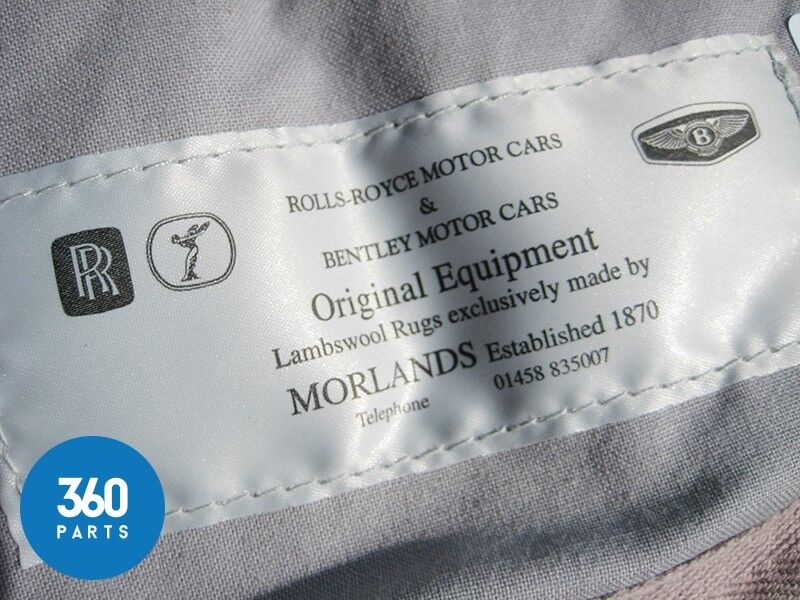 ROLLS-ROYCE MOTOR CARS
&
BENTLEY MOTOR CARS
Original Equipment
Lambswool Rugs exclusively made by
MORLANDS Established 1870
Telephone 01458 835007
RR
B
360
PARTS